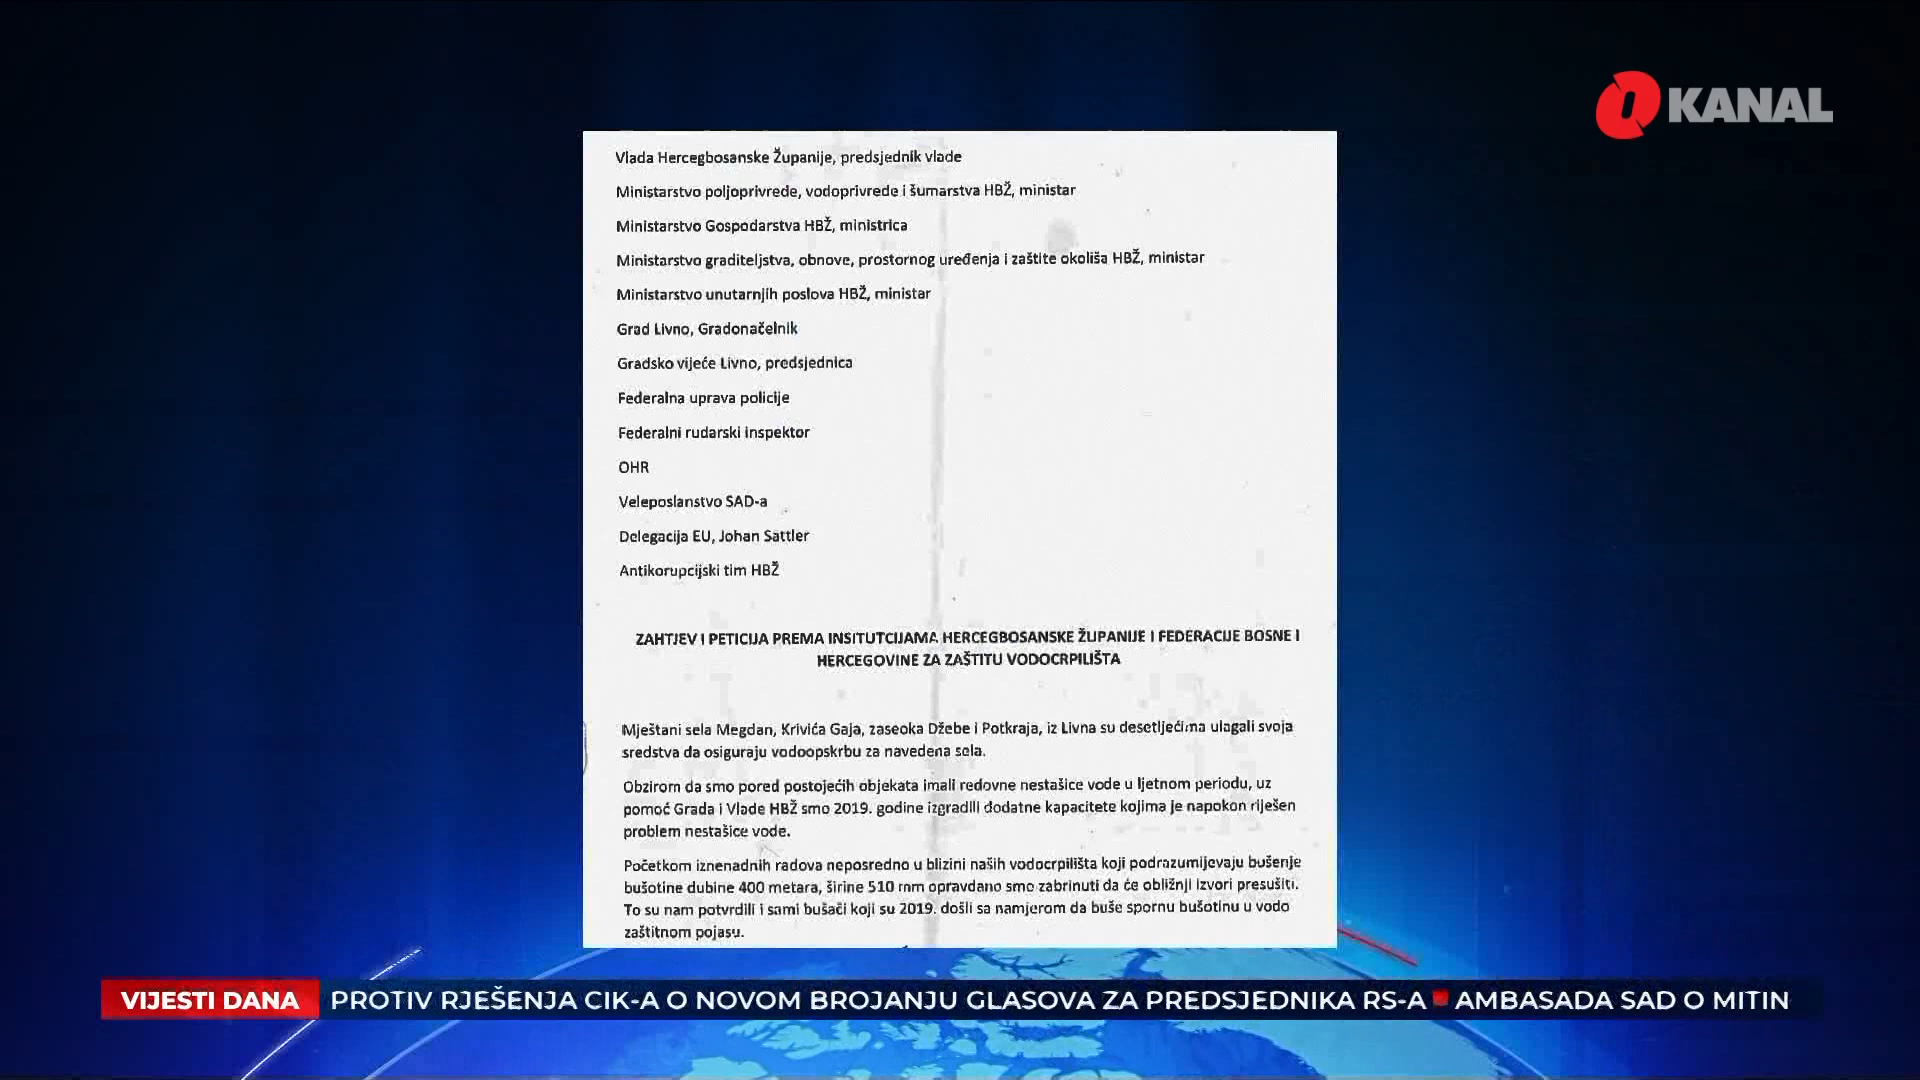 O KANAL
Vlada Hercegbosanske Županije, predsjednik vlade
Ministarstvo poljoprivrede, vodoprivrede i šumarstva HBŽ, ministar
Ministarstvo Gospodarstva HBŽ, ministrica
Ministarstvo graditeljstva, obnove, prostornog uređenja i zaštite okoliša HBŽ, ministar
Ministarstvo unutarnjih poslova HBŽ, ministar
Grad Livno, Gradonačelnik
Gradsko vijeće Livno, predsjednica
Federalna uprava policije
Federalni rudarski inspektor
OHR
Veleposlanstvo SAD-a
Delegacija EU, Johan Sattler
Antikorupcijski tim HBŽ
ZAHTJEV I PETICIJA PREMA INSITUTCIJAMA HERCEGBOSANSKE ŽUPANIJE I FEDERACIJE BOSNE I
HERCEGOVINE ZA ZAŠTITU VODOCRPILIŠTA
Mještani sela Megdan, Krivića Gaja, zaseoka Džebe i Potkraja, iz Livna su desetljećima ulagali svoja
sredstva da osiguraju vodoopskrbu za navedena sela.
Obzirom da smo pored postojećih objekata imali redovne nestašice vode u ljetnom periodu, uz
pomoć Grada i Vlade HBŽ smo 2019. godine izgradili dodatne kapacitete kojima je napokon riješen
problem nestašice vode.
Početkom iznenadnih radova neposredno u blizini naših vodocrpilišta koji podrazumijevaju bušenje
bušotine dubine 400 metara, širine 510 mm opravdano smo zabrinuti da će obližnji izvori presušiti.
To su nam potvrdili i sami bušači koji su 2019. došli sa namjerom da buše spornu bušotinu u vodo
zaštitnom pojasu.
VIJESTI DANA PROTIV RJEŠENJA CIK-A O NOVOM BROJANJU GLASOVA ZA PREDSJEDNIKA RS-A AMBASADA SAD O MITIN